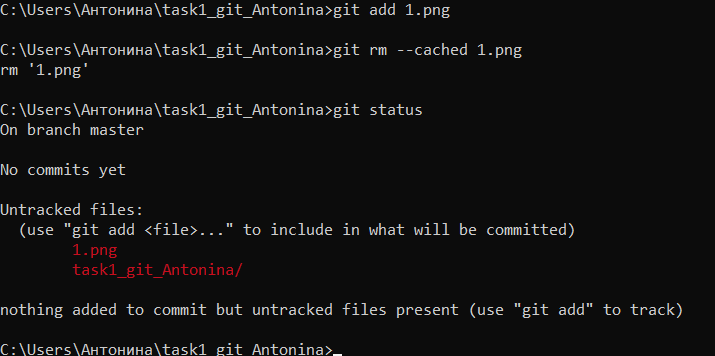 C:\Users\Антонина\task1_git_Antonina>git add 1.png
C:\Users\Антонина\task1_git_Antonina>git rm --cached 1.png
rm '1.png'
C:\Users\Антонина\task1_git_Antonina>git status
On branch master
No commits yet
Untracked files:
(use "git add <file>..." to include in what will be committed)
1.png
task1_git_Antonina/
nothing added to commit but untracked files present (use "git add" to track)
C:\Users\Антонина\task1_git_Antonina>_